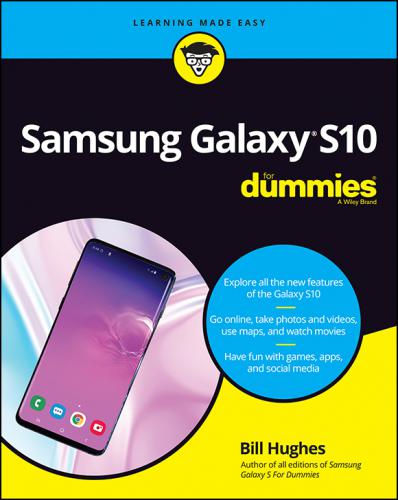 LEARNING MADE EASY
Samsung Galaxy® S10
for
dummies®
A Wiley Brand
Explore all the new features
of the Galaxy S10
Go online, take photos and videos,
use maps, and watch movies
Have fun with games, apps,
and social media
Bill Hughes
Author of all editions of Samsung
Galaxy S For Dummies